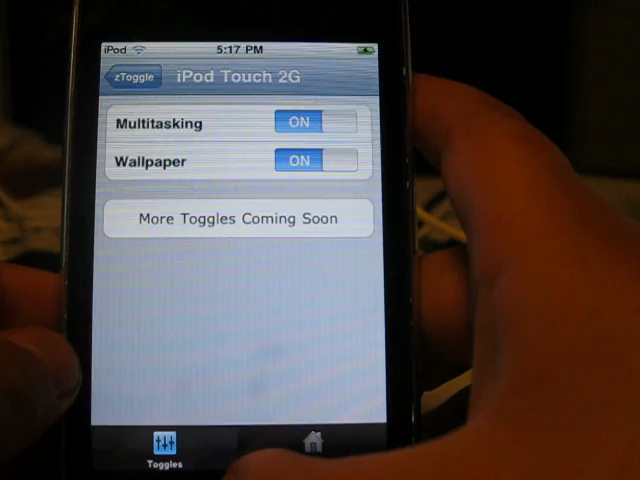 iPod 5:17 PM
zToggle iPod Touch 2G
Multitasking ON
Wallpaper ON
More Toggles Coming Soon
Toggles